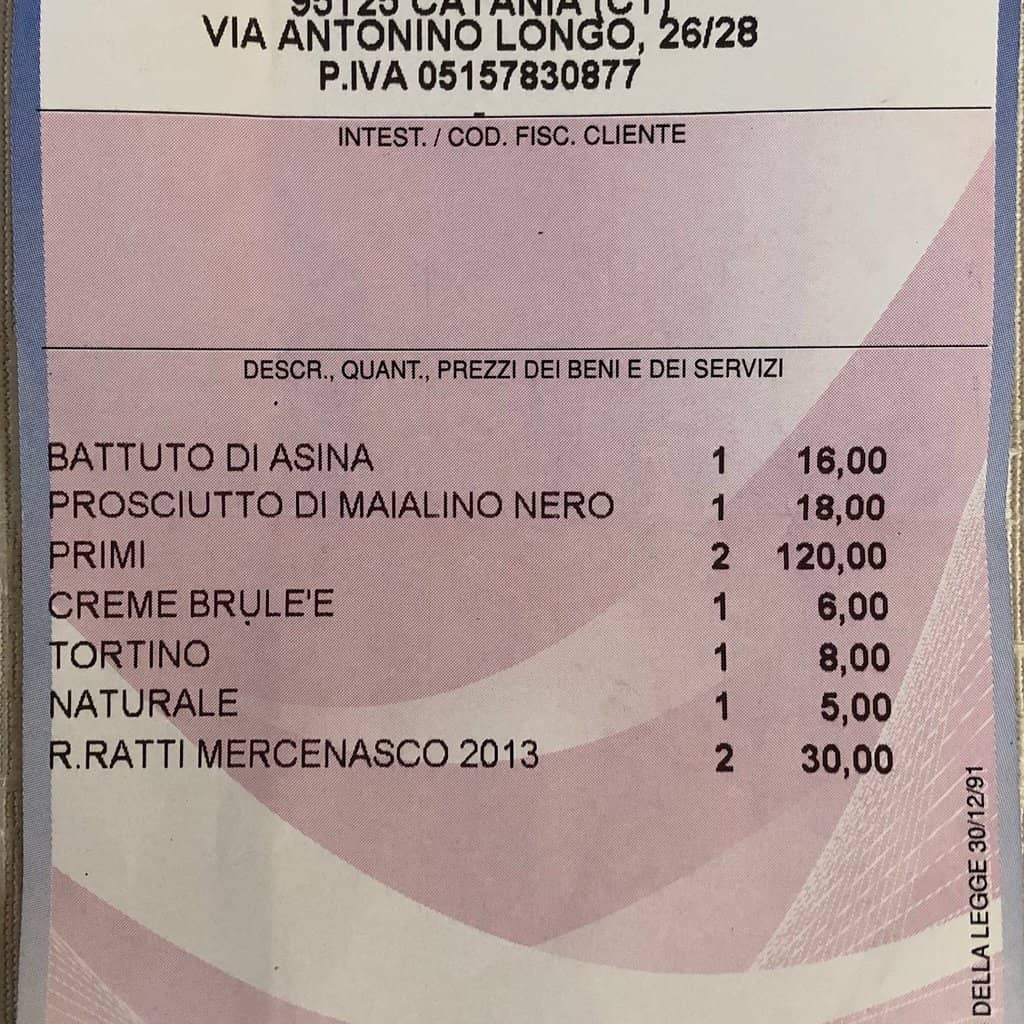 95125 CATANIA (CT)
VIA ANTONINO LONGO, 26/28
P.IVA 05157830877
INTEST. / COD. FISC. CLIENTE
DESCR., QUANT., PREZZI DEI BENI E DEI SERVIZI
BATTUTO DI ASINA 1 16,00
PROSCIUTTO DI MAIALINO NERO 1 18,00
PRIMI 2 120,00
CREME BRULE'E 1 6,00
TORTINO 1 8,00
NATURALE 1 5,00
R.RATTI MERCENASCO 2013 2 30,00
DELLA LEGGE 30/12/91